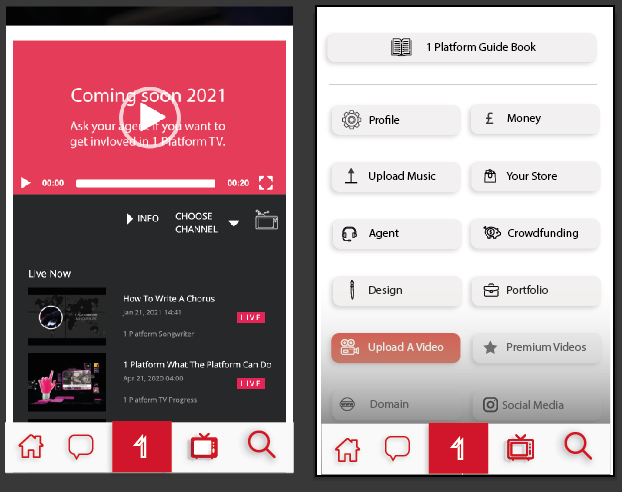 Coming soon 2021
Ask your agent if you want to
get invloved in 1 Platform TV.
00:00
00:20
INFO
CHOOSE
CHANNEL
Live Now
How To Write A Chorus
Jan 21, 2021 14:41
LIVE
1 Platform Songwriter
1 Platform What The Platform Can Do
Apr 21, 2020 04:00
LIVE
1 Platform TV Progress
1
1 Platform Guide Book
Profile
£ Money
Upload Music
Your Store
Agent
Crowdfunding
Design
Portfolio
Upload A Video
Premium Videos
Domain
Social Media
1